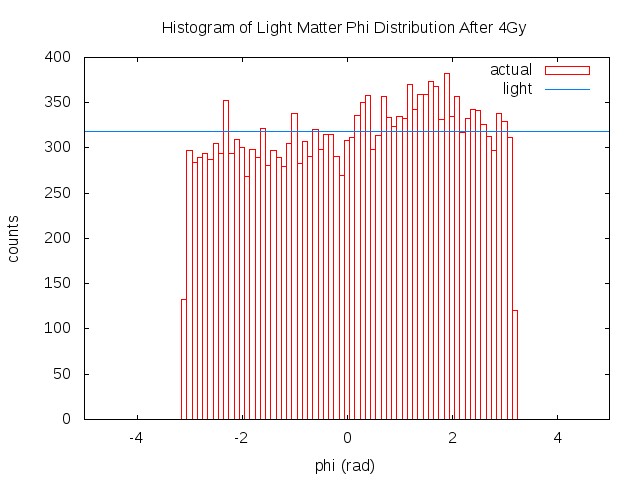 Histogram of Light Matter Phi Distribution After 4Gy
actual
light
400
350
300
250
200
150
300
50
0
counts
-4
-2
0
2
4
phi (rad)